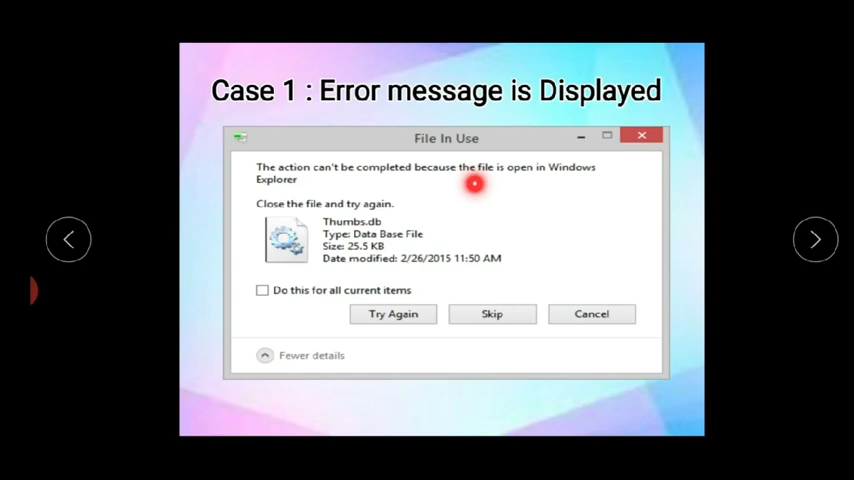 Case 1 : Error message is Displayed
File In Use
The action can't be completed because the file is open in Windows
Explorer
Close the file and try again.
Thumbs.db
Type: Data Base File
Size: 25.5 KB
Date modified: 2/26/2015 11:50 AM
Do this for all current items
Try Again
Skip
Cancel
Fewer details